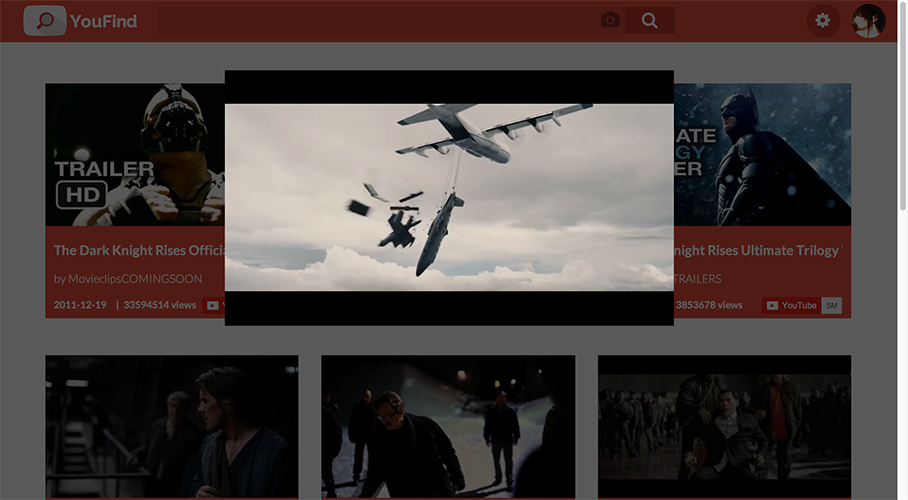 YouFind
TRAILER
HD
ATE
GY
ER
The Dark Knight Rises Offici
by MovieclipsCOMINGSOON
2011-12-19 | 33594514 views
night Rises Ultimate Trilogy
TRAILERS
3853678 views
YouTube 5M